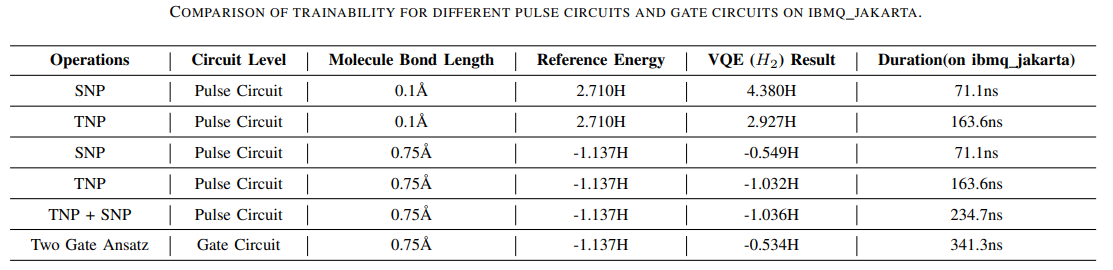 COMPARISON OF TRAINABILITY FOR DIFFERENT PULSE CIRCUITS AND GATE CIRCUITS ON IBMQ_JAKARTA.
Operations | Circuit Level | Molecule Bond Length | Reference Energy | VQE (H₂) Result | Duration(on ibmq_jakarta)
SNP | Pulse Circuit | 0.1Å | 2.710H | 4.380H | 71.1ns
TNP | Pulse Circuit | 0.1Å | 2.710H | 2.927H | 163.6ns
SNP | Pulse Circuit | 0.75Å | -1.137H | -0.549H | 71.1ns
TNP | Pulse Circuit | 0.75Å | -1.137H | -1.032H | 163.6ns
TNP + SNP | Pulse Circuit | 0.75Å | -1.137H | -1.036H | 234.7ns
Two Gate Ansatz | Gate Circuit | 0.75Å | -1.137H | -0.534H | 341.3ns